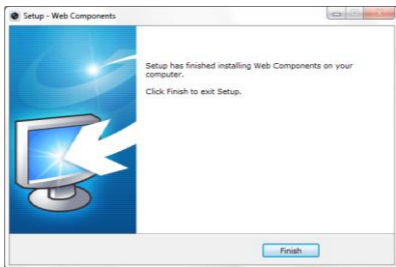 Setup - Web Components
Setup has finished installing Web Components on your
computer.
Click Finish to exit Setup.
Finish